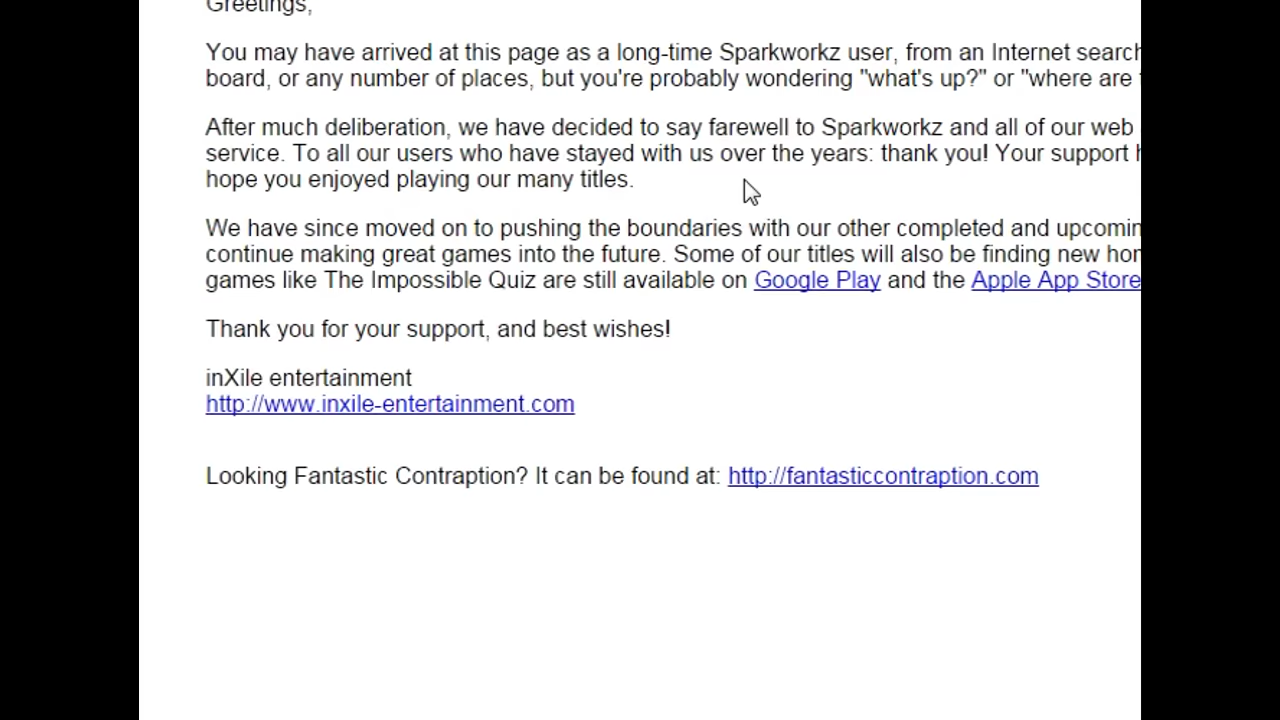 Greetings,
You may have arrived at this page as a long-time Sparkworkz user, from an Internet search
board, or any number of places, but you're probably wondering "what's up?" or "where are
After much deliberation, we have decided to say farewell to Sparkworkz and all of our web
service. To all our users who have stayed with us over the years: thank you! Your support
hope you enjoyed playing our many titles.
We have since moved on to pushing the boundaries with our other completed and
continue making great games into the future. Some of our titles will also be finding new
games like The Impossible Quiz are still available on Google Play and the Apple App Store
Thank you for your support, and best wishes!
inXile entertainment
http://www.inxile-entertainment.com
Looking Fantastic Contraption? It can be found at: http://fantasticcontraption.com